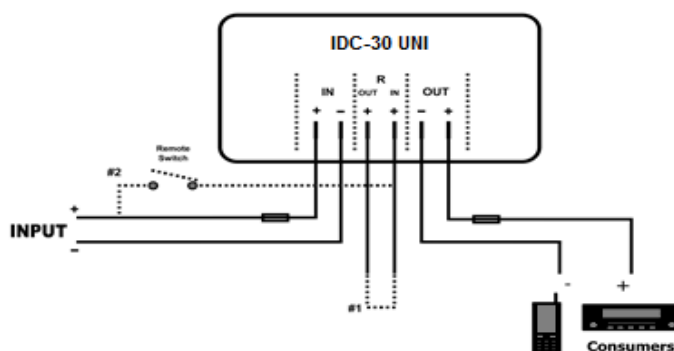 IDC-30 UNI
R
IN OUT IN OUT
+ − + + − +
Remote
Switch
#2
+
INPUT
−
#1
- +
Consumers